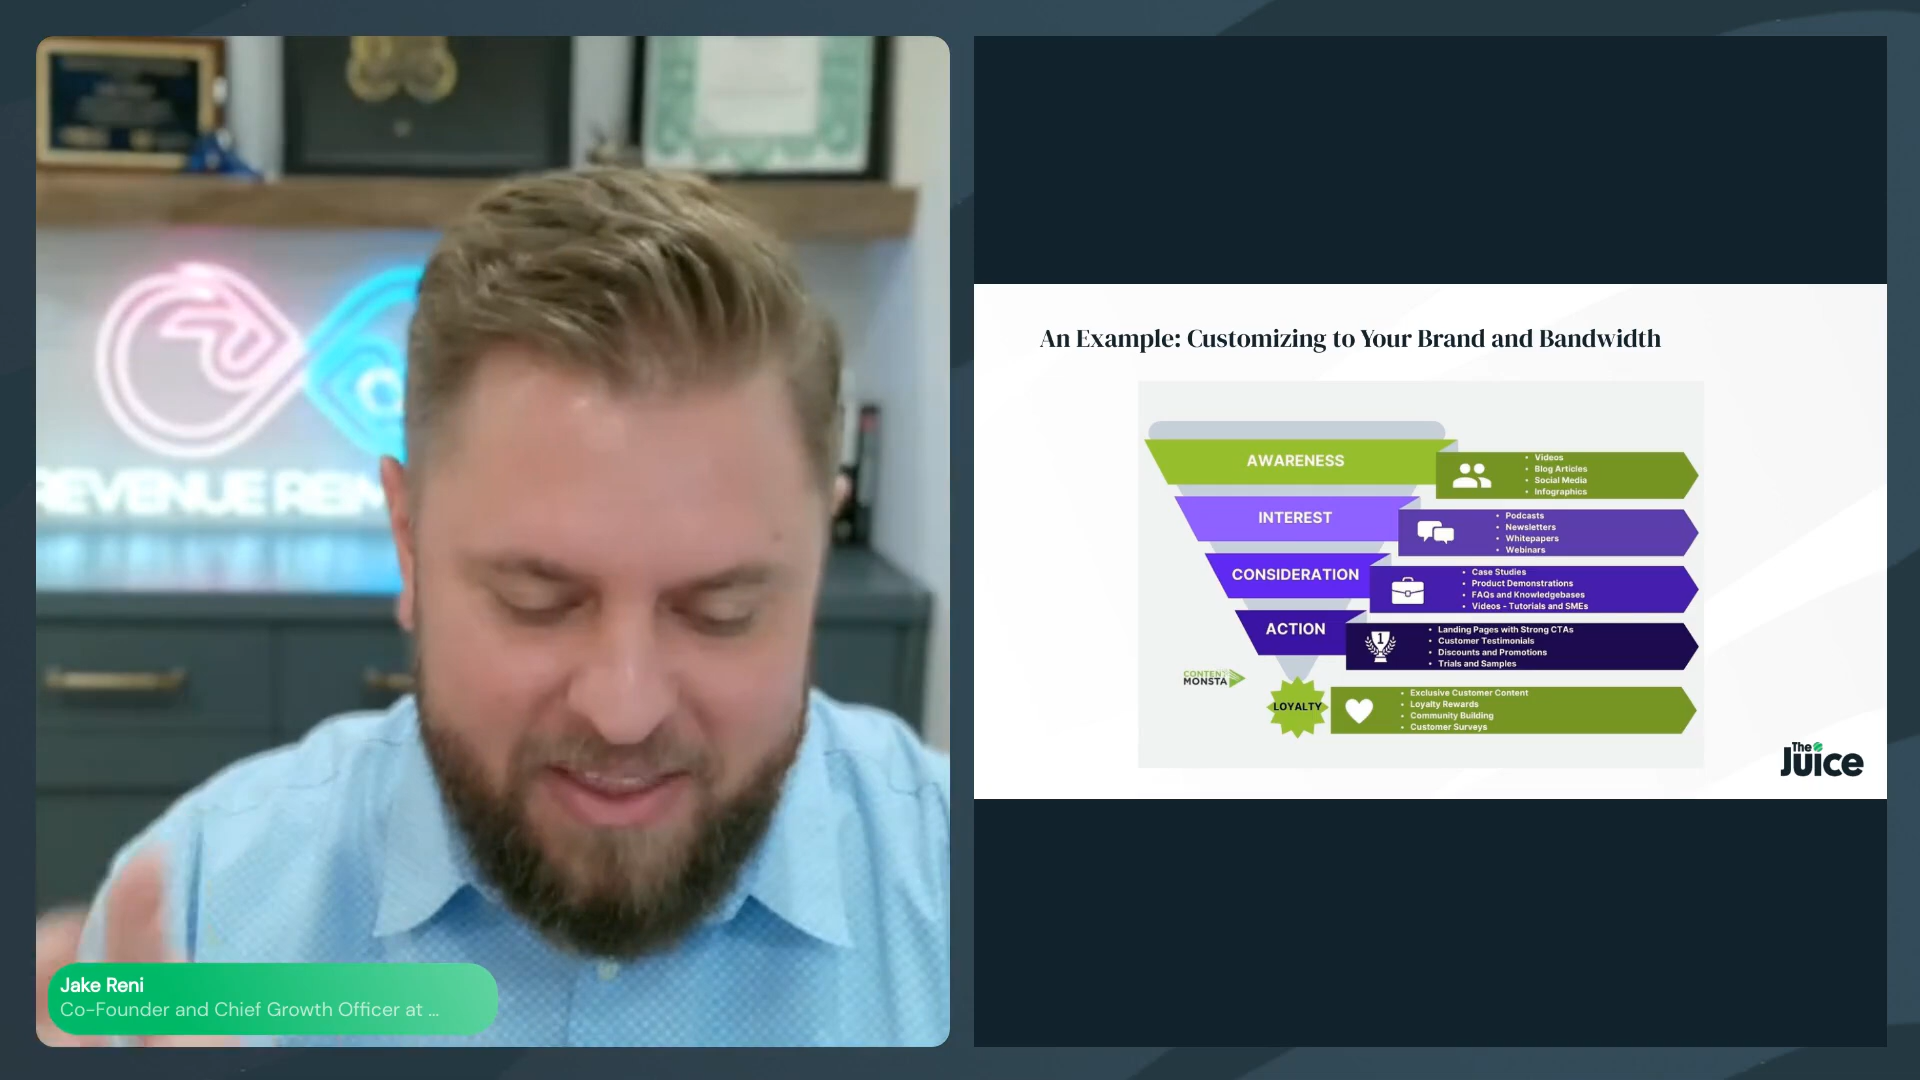 REVENUE
Jake Reni
Co-Founder and Chief Growth Officer at ...
An Example: Customizing to Your Brand and Bandwidth
AWARENESS
• Videos
• Blog Articles
• Social Media
• Infographics
INTEREST
• Podcasts
• Newsletters
• Whitepapers
• Webinars
CONSIDERATION
• Case Studies
• Product Demonstrations
• FAQs and Knowledgebases
• Videos - Tutorials and SMEs
ACTION
1
• Landing Pages with Strong CTAs
• Customer Testimonials
• Discounts and Promotions
• Trials and Samples
CONTENT
MONSTA
LOYALTY
• Exclusive Customer Content
• Loyalty Rewards
• Community Building
• Customer Surveys
The
Juice